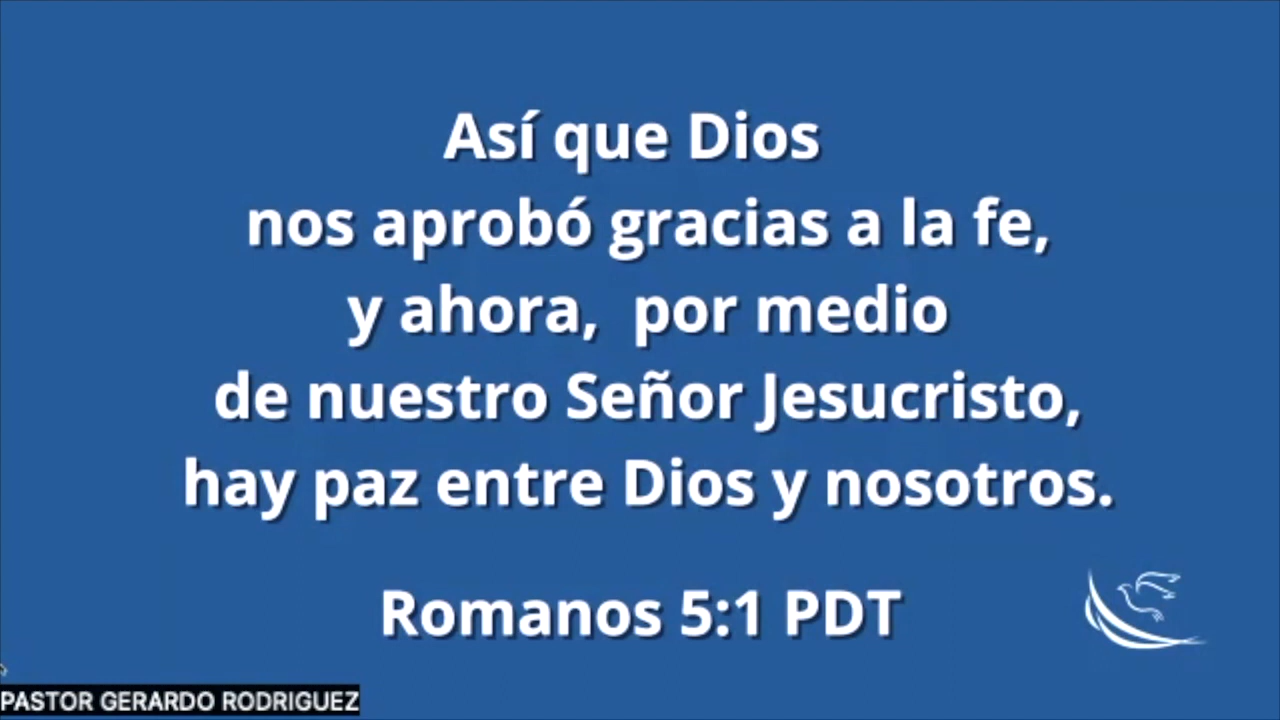 Así que Dios
nos aprobó gracias a la fe,
y ahora,  por medio
de nuestro Señor Jesucristo,
hay paz entre Dios y nosotros.
Romanos 5:1 PDT
PASTOR GERARDO RODRIGUEZ